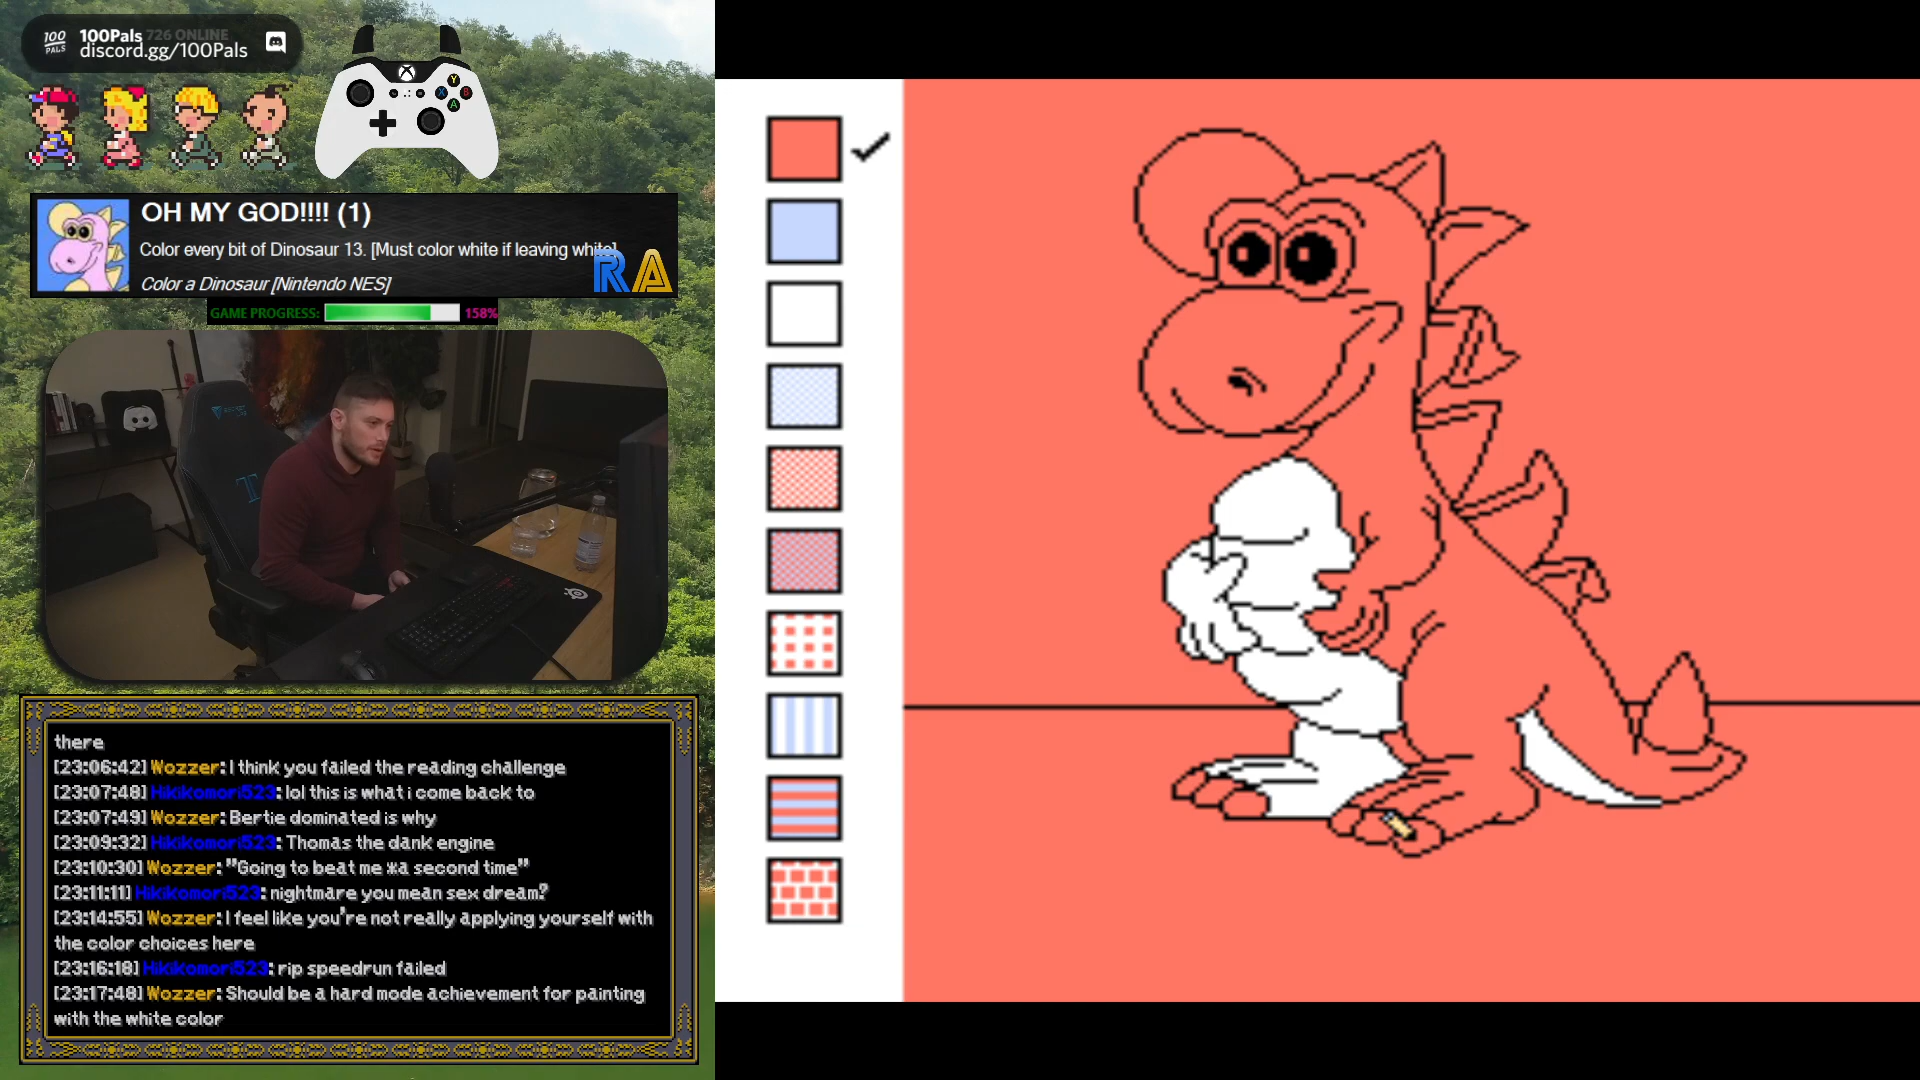 100
PALS
100Pals 726 ONLINE
discord.gg/100Pals
Y
X B
A
OH MY GOD!!!! (1)
Color every bit of Dinosaur 13. [Must color white if leaving white]
Color a Dinosaur [Nintendo NES]
RA
GAME PROGRESS: 158%
there
[23:06:42] Wozzer: I think you failed the reading challenge
[23:07:48] Hikikomori523: lol this is what i come back to
[23:07:49] Wozzer: Bertie dominated is why
[23:09:32] Hikikomori523: Thomas the dank engine
[23:10:30] Wozzer: "Going to beat me *a second time"
[23:11:11] Hikikomori523: nightmare you mean sex dream?
[23:14:55] Wozzer: I feel like you're not really applying yourself with
the color choices here
[23:16:18] Hikikomori523: rip speedrun failed
[23:17:48] Wozzer: Should be a hard mode achievement for painting
with the white color